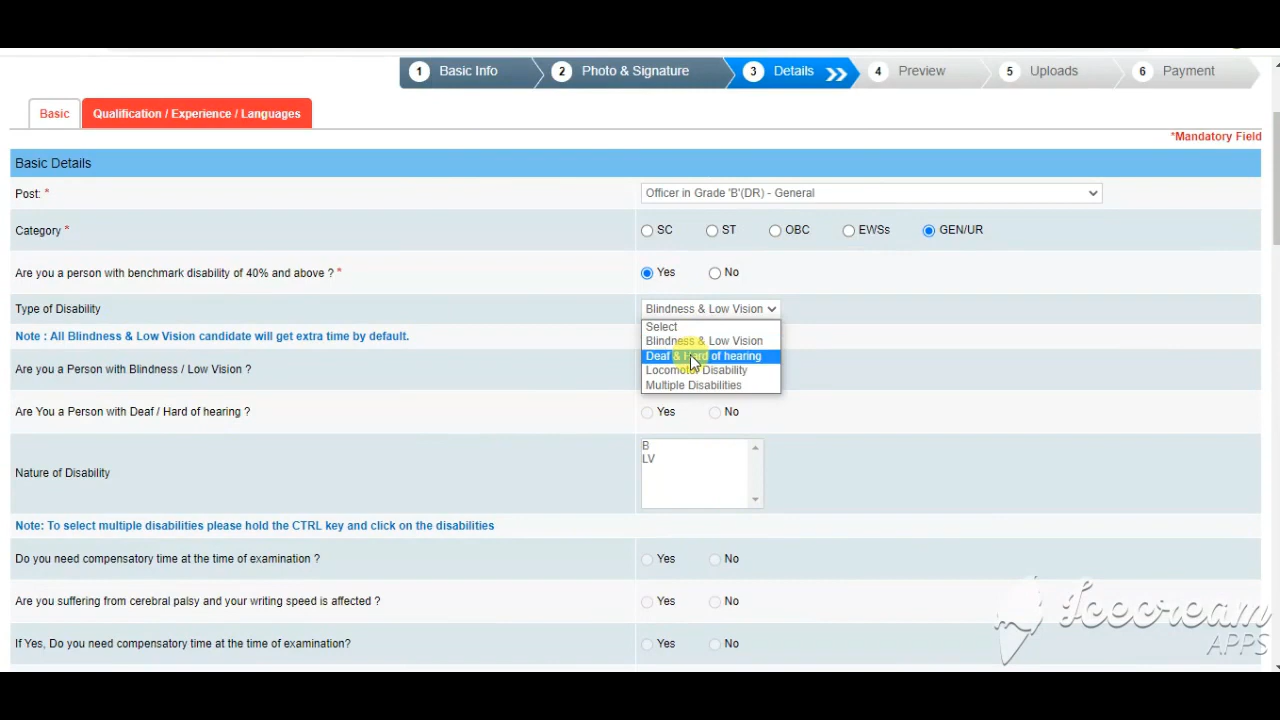 1 Basic Info 2 Photo & Signature 3 Details 4 Preview 5 Uploads 6 Payment
Basic Qualification / Experience / Languages
*Mandatory Field
Basic Details
Post: * Officer in Grade 'B'(DR) - General
Category * SC ST OBC EWSs GEN/UR
Are you a person with benchmark disability of 40% and above ? * Yes No
Type of Disability Blindness & Low Vision
Select
Note : All Blindness & Low Vision candidate will get extra time by default.
Blindness & Low Vision
Deaf & Hard of hearing
Are you a Person with Blindness / Low Vision ?
Locomotor Disability
Multiple Disabilities
Are You a Person with Deaf / Hard of hearing ? Yes No
B
LV
Nature of Disability
Note: To select multiple disabilities please hold the CTRL key and click on the disabilities
Do you need compensatory time at the time of examination ? Yes No
Are you suffering from cerebral palsy and your writing speed is affected ? Yes No
If Yes, Do you need compensatory time at the time of examination? Yes No
Icecream
APPS